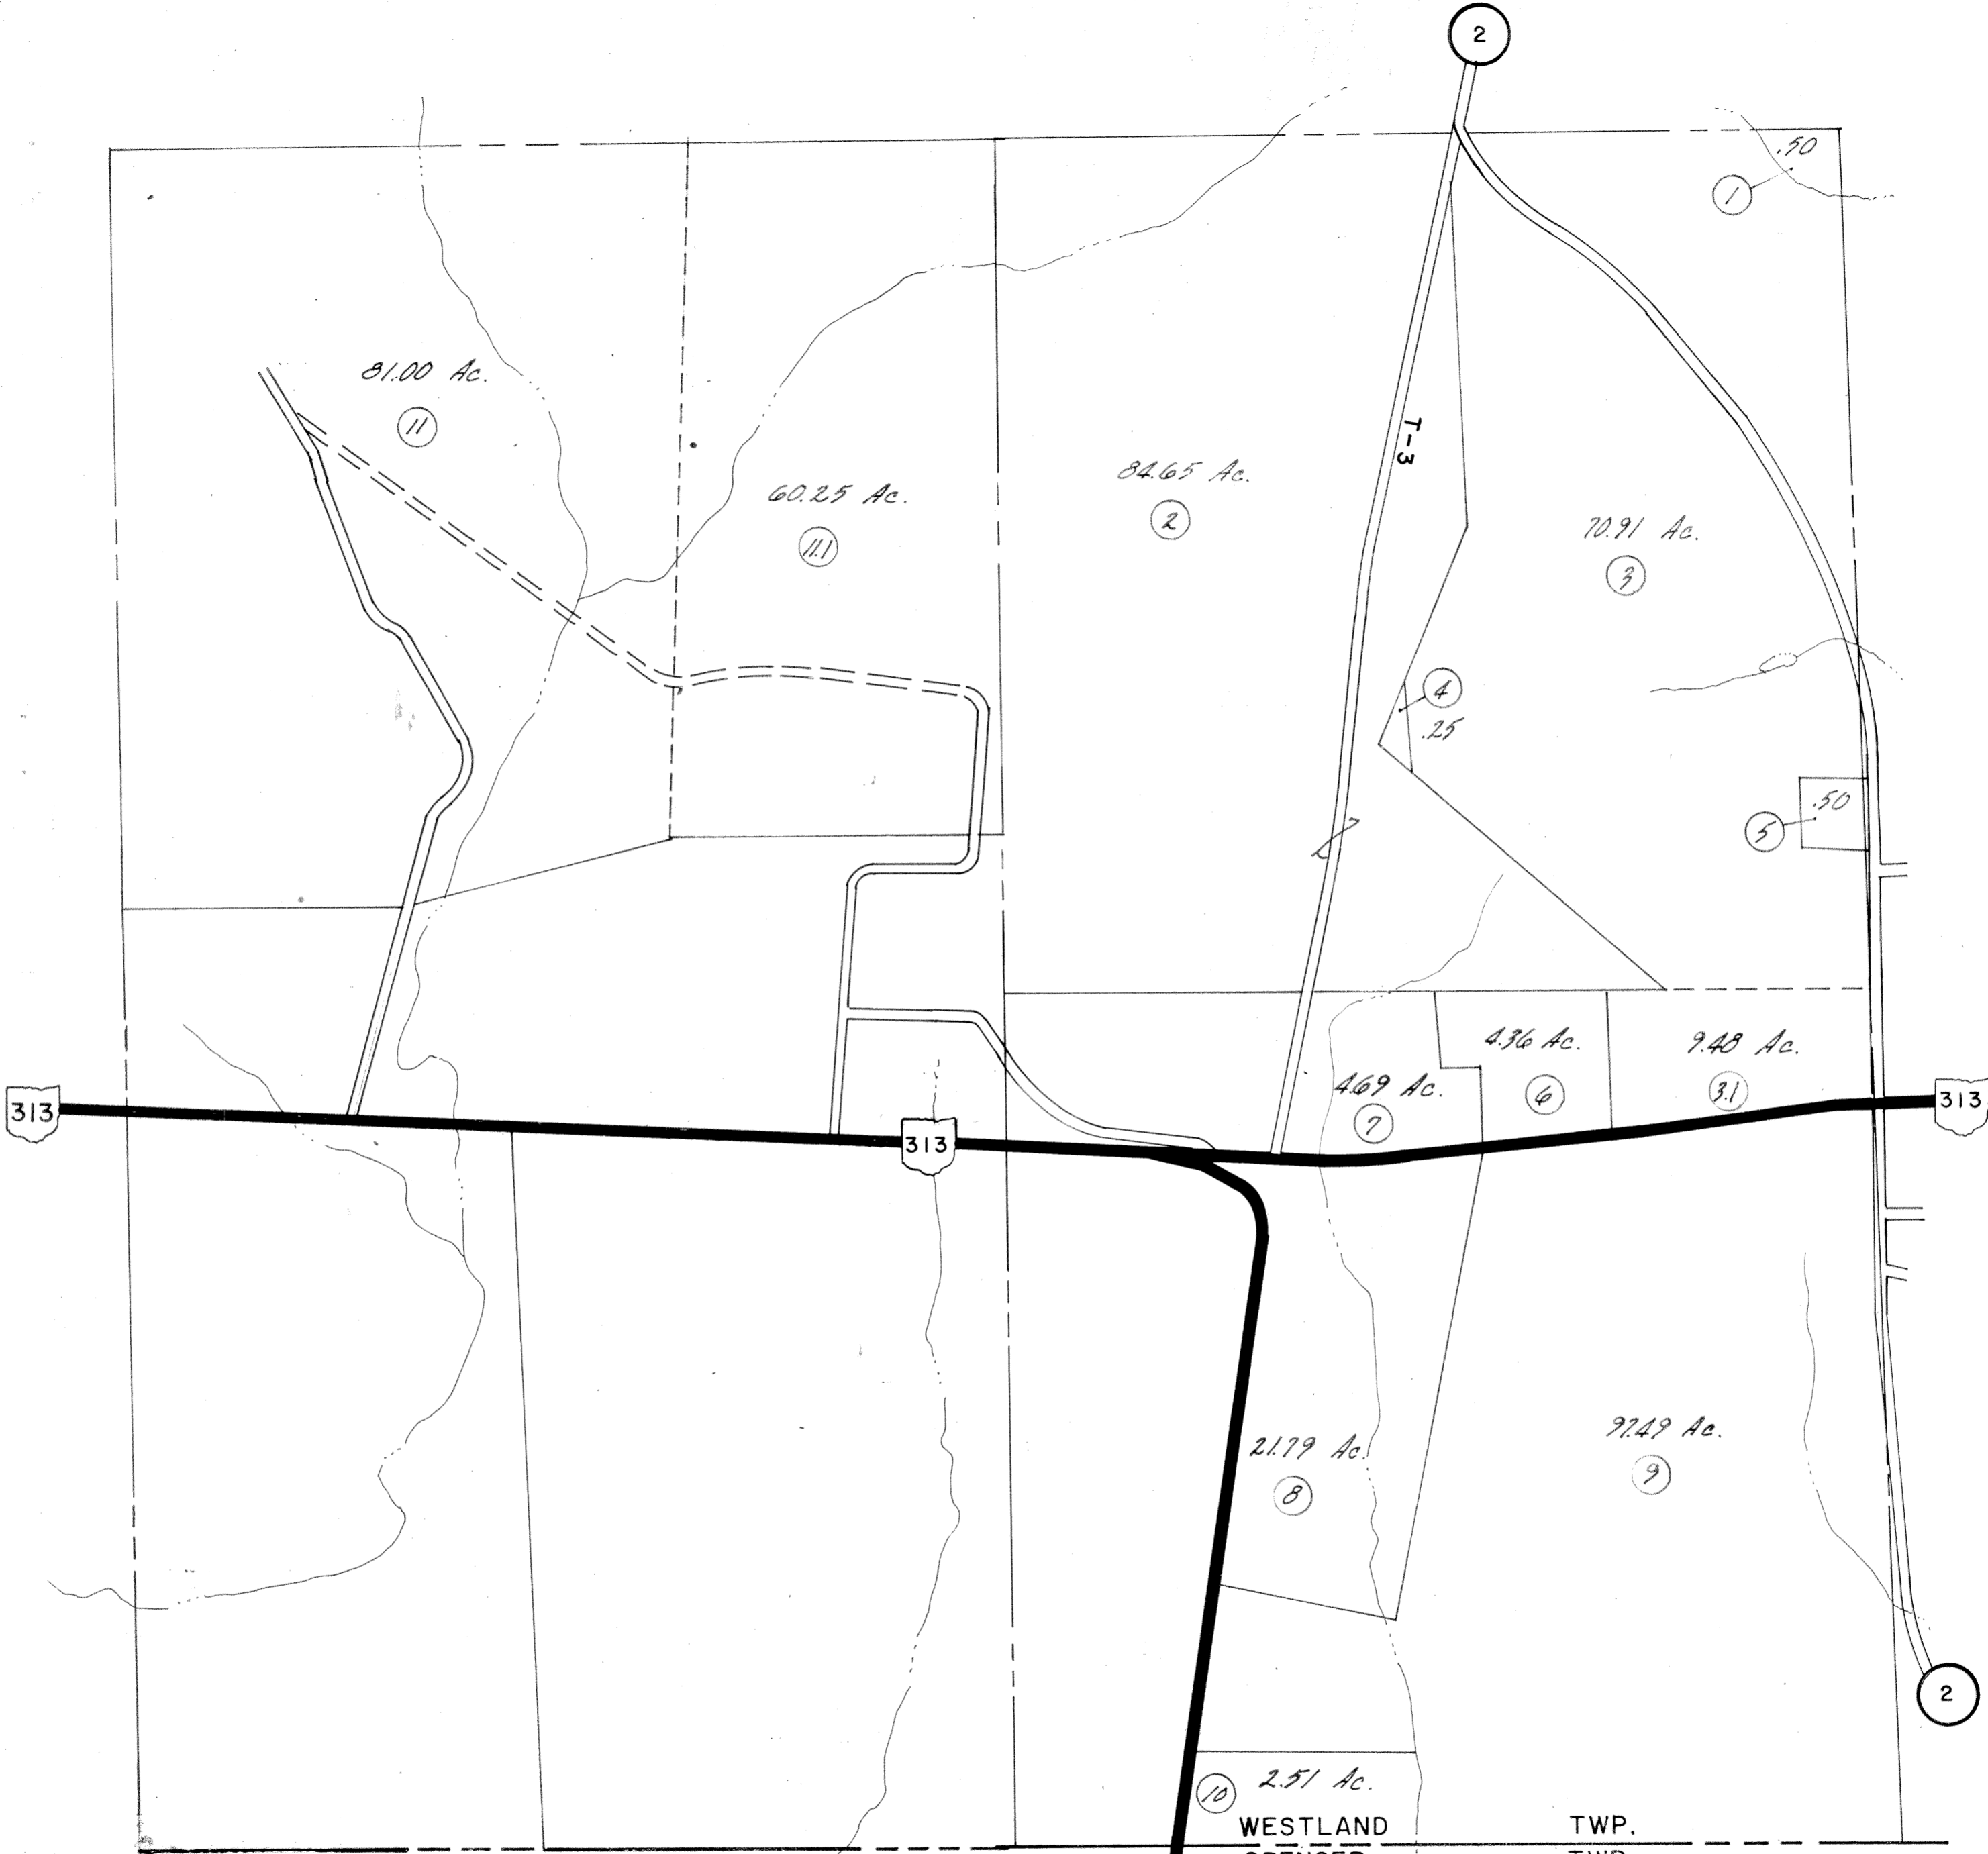 2
.50
1
81.00 Ac.
11
T-3
84.65 Ac.
2
60.25 Ac.
11.1
70.91 Ac.
3
4
.25
.50
5
4.36 Ac.
6
9.48 Ac.
3.1
4.69 Ac.
7
313
313
313
21.79 Ac.
8
97.49 Ac.
9
2
10
2.51 Ac.
WESTLAND TWP.
SPENCER TWP.